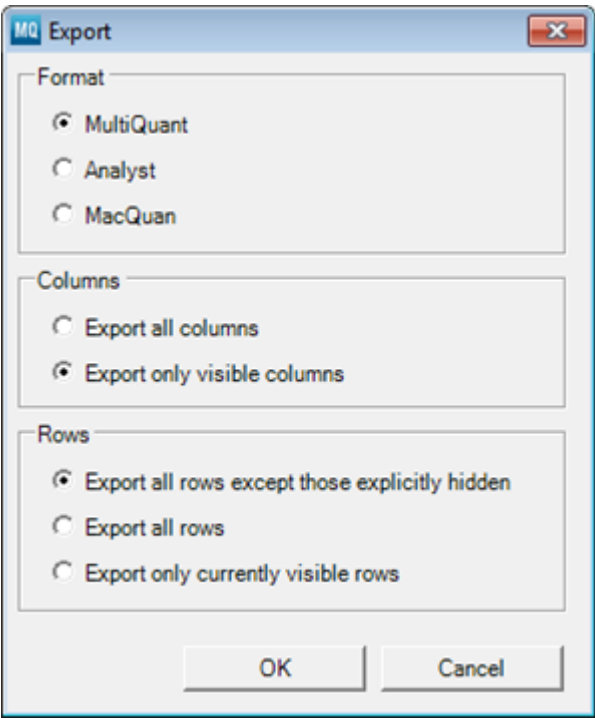 MQ Export
Format
MultiQuant
Analyst
MacQuan
Columns
Export all columns
Export only visible columns
Rows
Export all rows except those explicitly hidden
Export all rows
Export only currently visible rows
OK Cancel